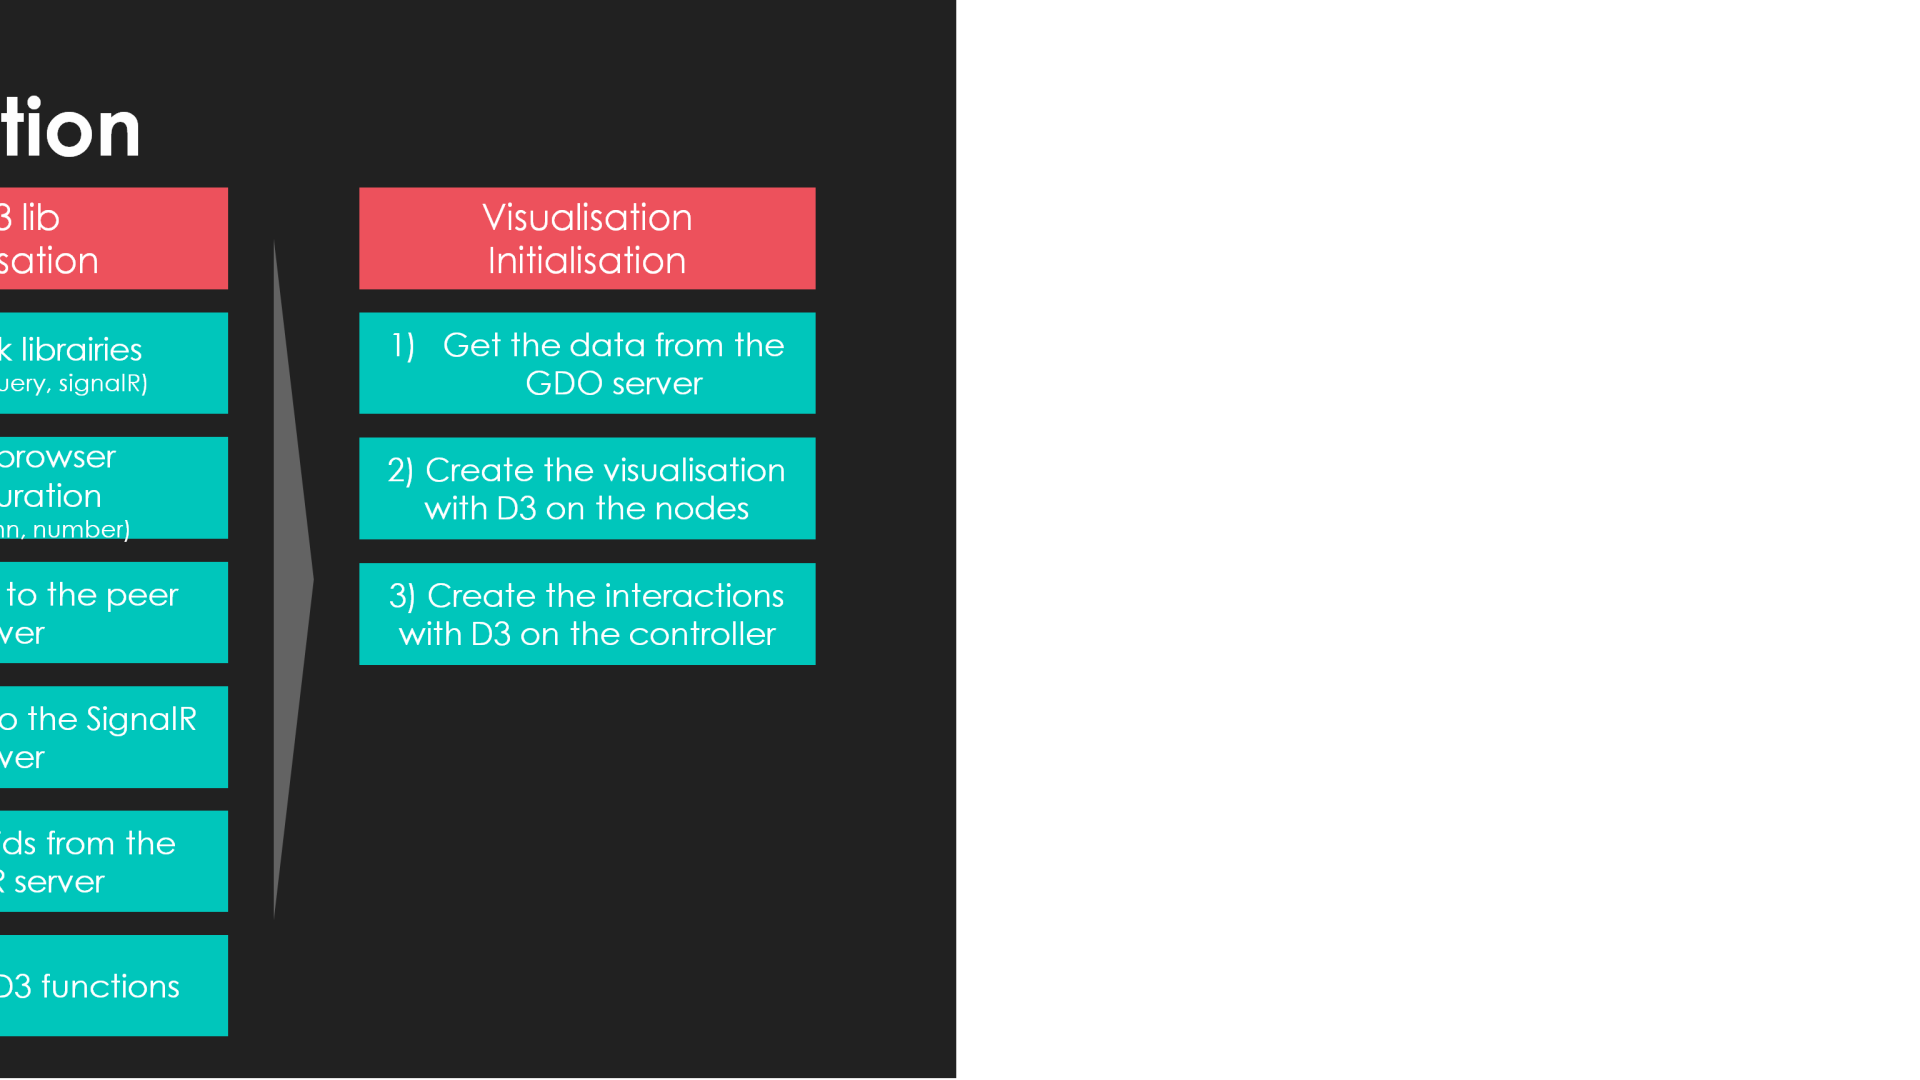 tion
3 lib
sation
k librairies
uery, signalR)
browser
uration
nn, number)
to the peer
ver
o the SignalR
ver
ds from the
R server
D3 functions
Visualisation
Initialisation
1) Get the data from the
GDO server
2) Create the visualisation
with D3 on the nodes
3) Create the interactions
with D3 on the controller